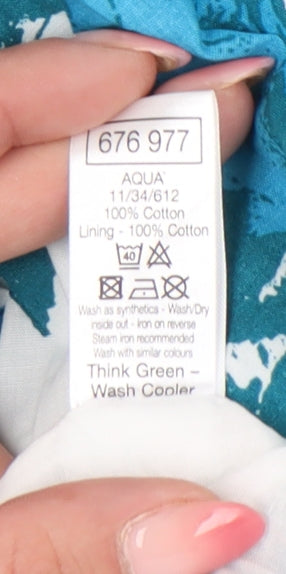 676 977
AQUA
11/34/612
100% Cotton
Lining - 100% Cotton
40
Wash as synthetics - Wash/Dry
inside out - Iron on reverse
Steam iron recommended
Wash with similar colours
Think Green –
Wash Cooler